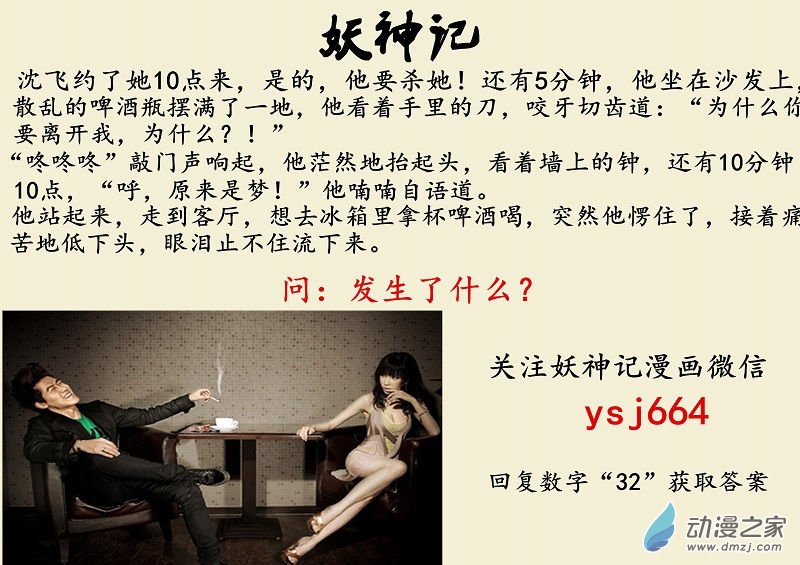 妖神记
沈飞约了她10点来，是的，他要杀她！还有5分钟，他坐在沙发上，
散乱的啤酒瓶摆满了一地，他看着手里的刀，咬牙切齿道：“为什么你
要离开我，为什么？！”
“咚咚咚”敲门声响起，他茫然地抬起头，看着墙上的钟，还有10分钟
10点，“呼，原来是梦！”他喃喃自语道。
他站起来，走到客厅，想去冰箱里拿杯啤酒喝，突然他愣住了，接着痛
苦地低下头，眼泪止不住流下来。
问：发生了什么？
关注妖神记漫画微信
ysj664
回复数字“32”获取答案
动漫之家
www.dmzj.com